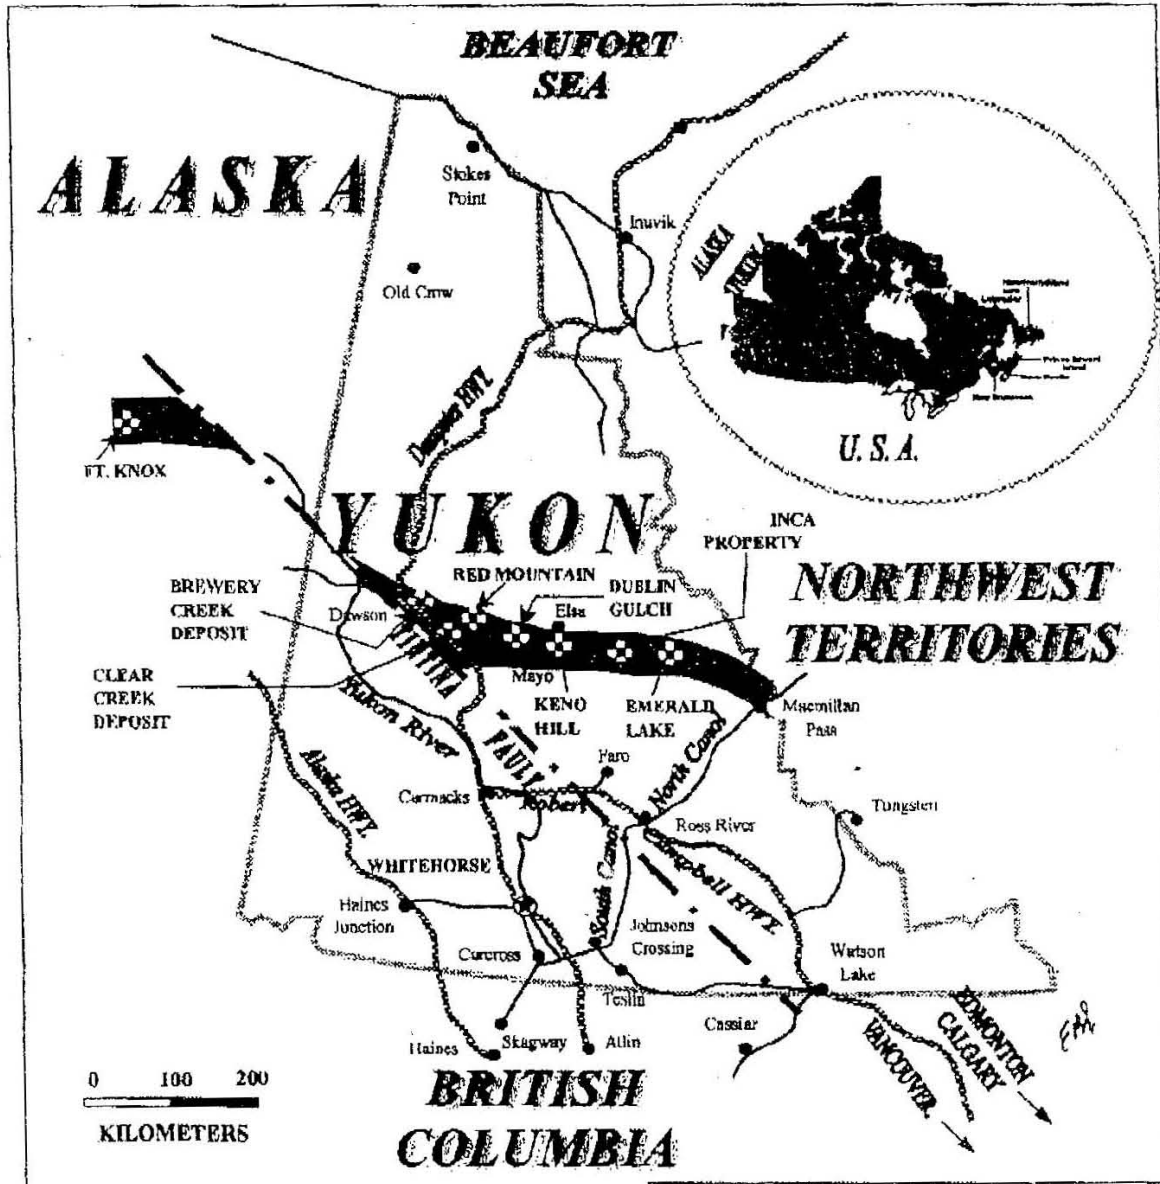 BEAUFORT
SEA
ALASKA
Stokes
Point
Inuvik
Old Crow
ALASKA
YUKON
U. S. A.
Dempster HWY.
FT. KNOX
YUKON
INCA
PROPERTY
NORTHWEST
TERRITORIES
BREWERY
CREEK
DEPOSIT
RED MOUNTAIN
DUBLIN
GULCH
Elsa
Dawson
TINTINA
CLEAR
CREEK
DEPOSIT
Mayo
KENO
HILL
EMERALD
LAKE
Macmillan
Pass
Yukon River
FAULT
Faro
North Canol
Alaska HWY.
Carmacks
Robert
Ross River
Tungsten
Campbell HWY.
WHITEHORSE
South Canol
Haines
Junction
Johnsons
Crossing
Carcross
Watson
Lake
Teslin
Cassiar
Haines
Skagway
Atlin
EDMONTON
CALGARY
VANCOUVER.
0 100 200
KILOMETERS
BRITISH
COLUMBIA